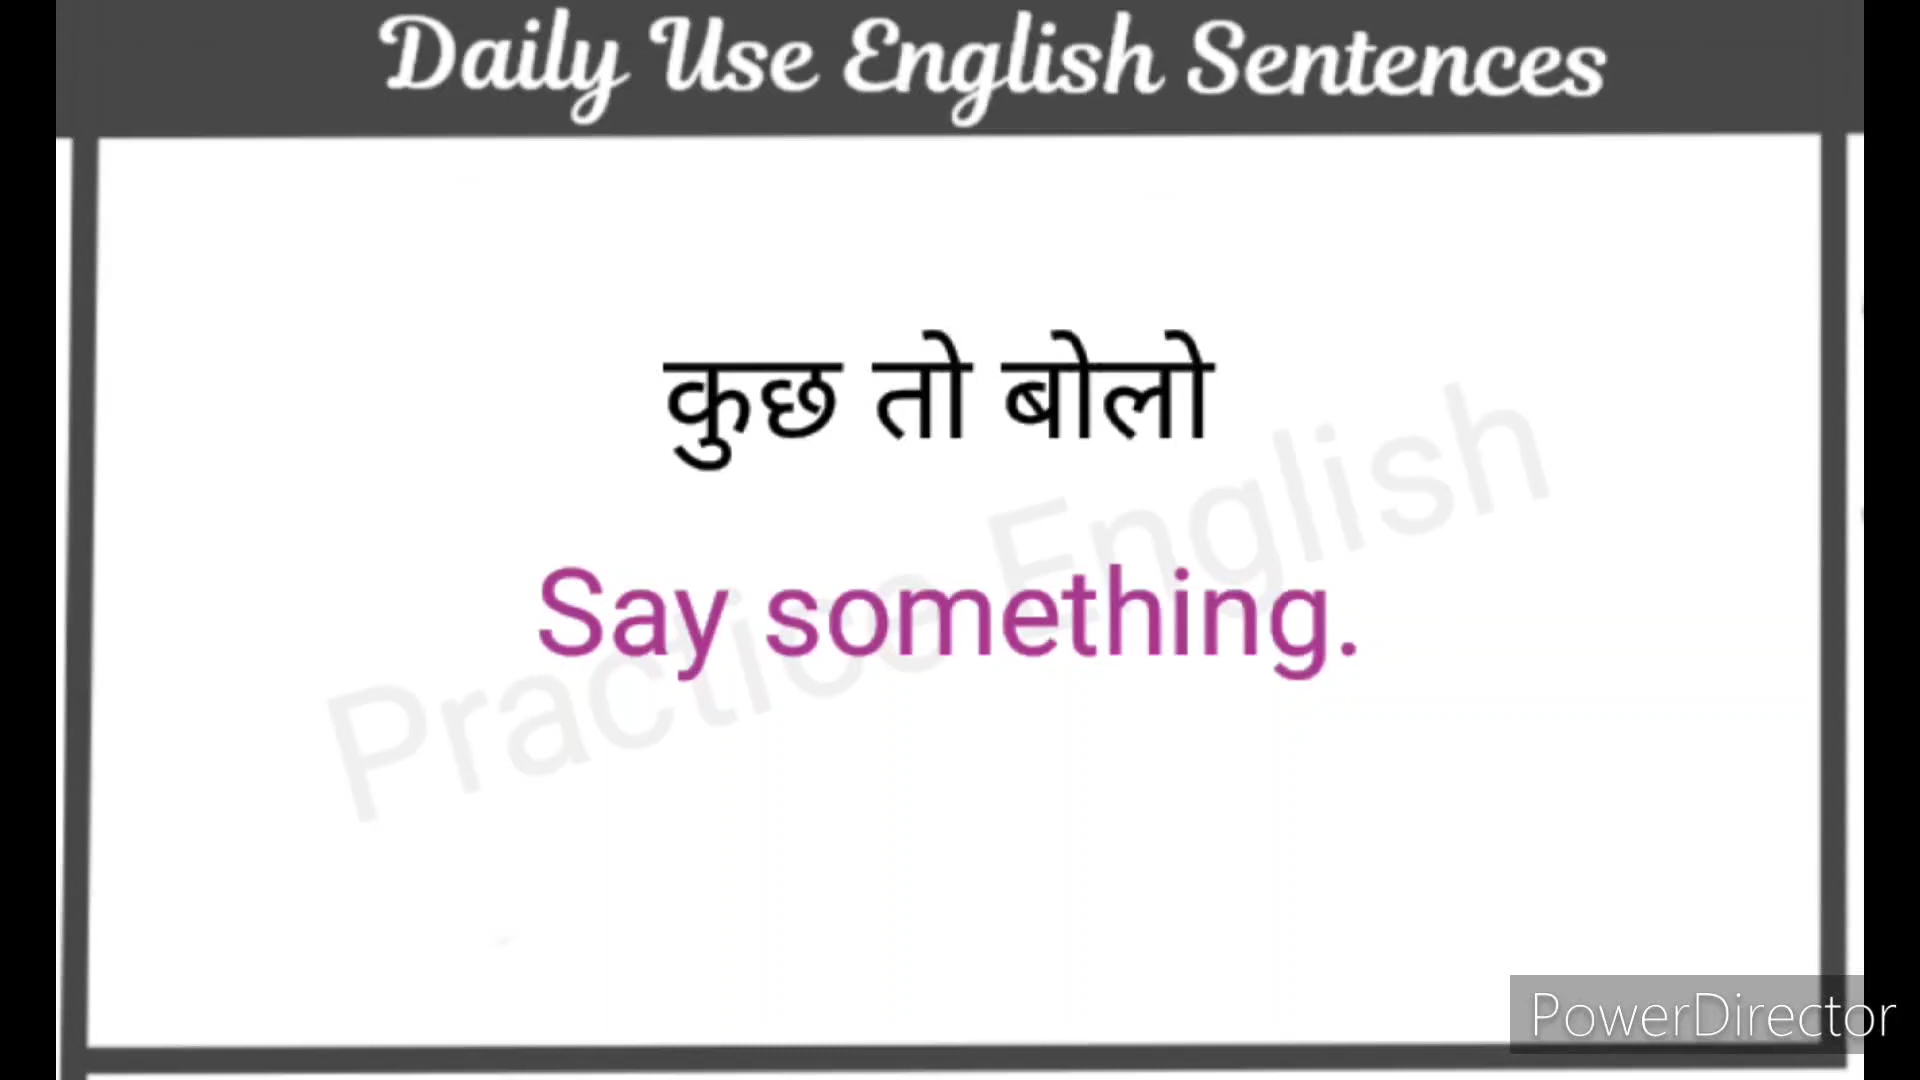 Daily Use English Sentences
कुछ तो बोलो
Say something.
Practice English
PowerDirector